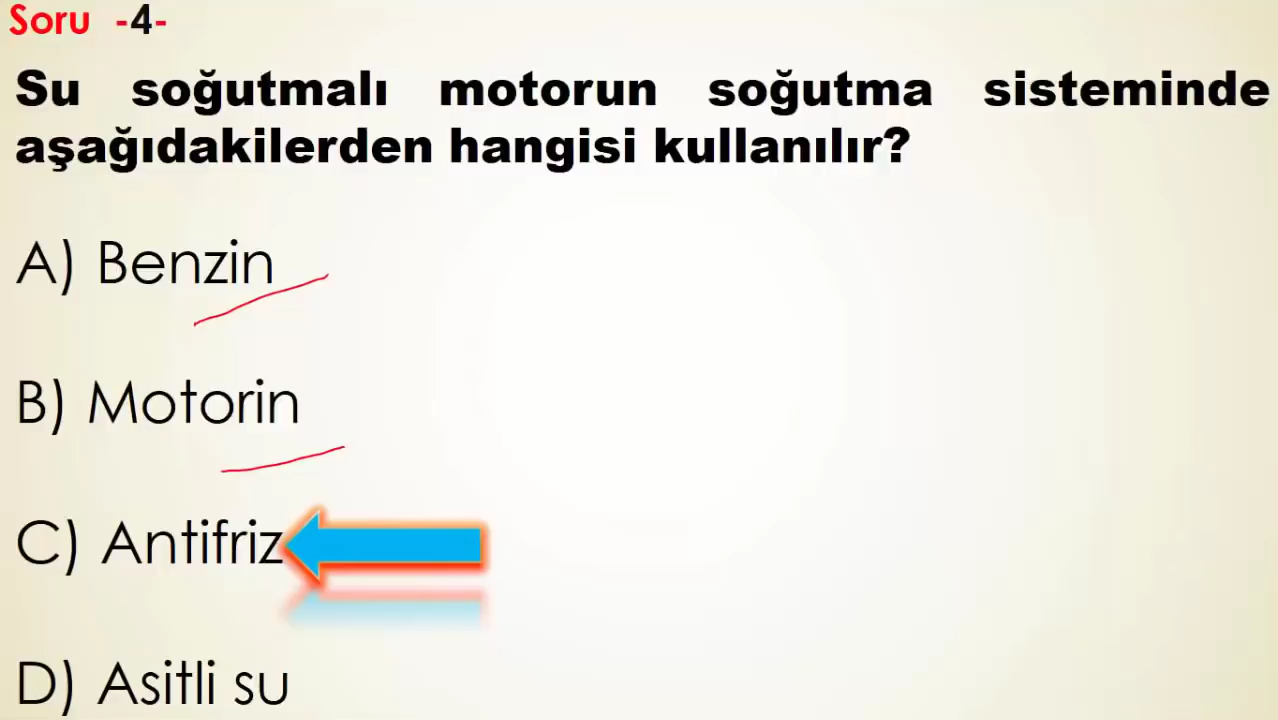 Soru -4-
Su soğutmalı motorun soğutma sisteminde
aşağıdakilerden hangisi kullanılır?
A) Benzin
B) Motorin
C) Antifriz
D) Asitli su